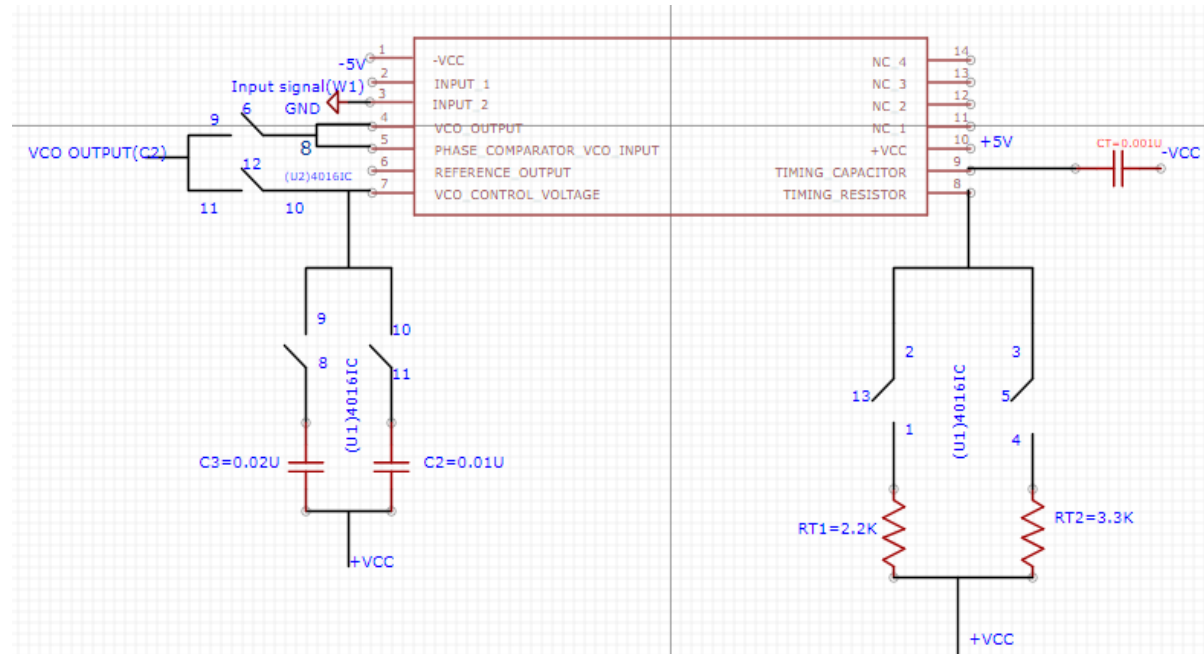 -5V
1
-VCC
NC_4
14
2
INPUT_1
NC_3
13
Input signal(W1)
3
INPUT_2
NC_2
12
GND
6
9
4
VCO_OUTPUT
NC_1
11
8
5
PHASE_COMPARATOR_VCO_INPUT
+VCC
10
+5V
VCO OUTPUT(C2)
12
(U2)4016IC
6
REFERENCE_OUTPUT
TIMING_CAPACITOR
9
CT=0.001U
-VCC
11
10
7
VCO_CONTROL_VOLTAGE
TIMING_RESISTOR
8
9
10
8
11
(U1)4016IC
C3=0.02U
C2=0.01U
+VCC
2
3
13
5
1
4
(U1)4016IC
RT1=2.2K
RT2=3.3K
+VCC